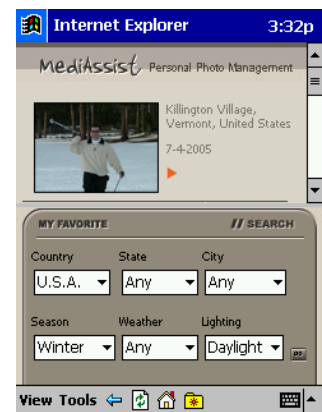 Internet Explorer 3:32p
MediAssist Personal Photo Management
Killington Village,
Vermont, United States
7-4-2005
MY FAVORITE // SEARCH
Country State City
U.S.A. Any Any
Season Weather Lighting
Winter Any Daylight
View Tools